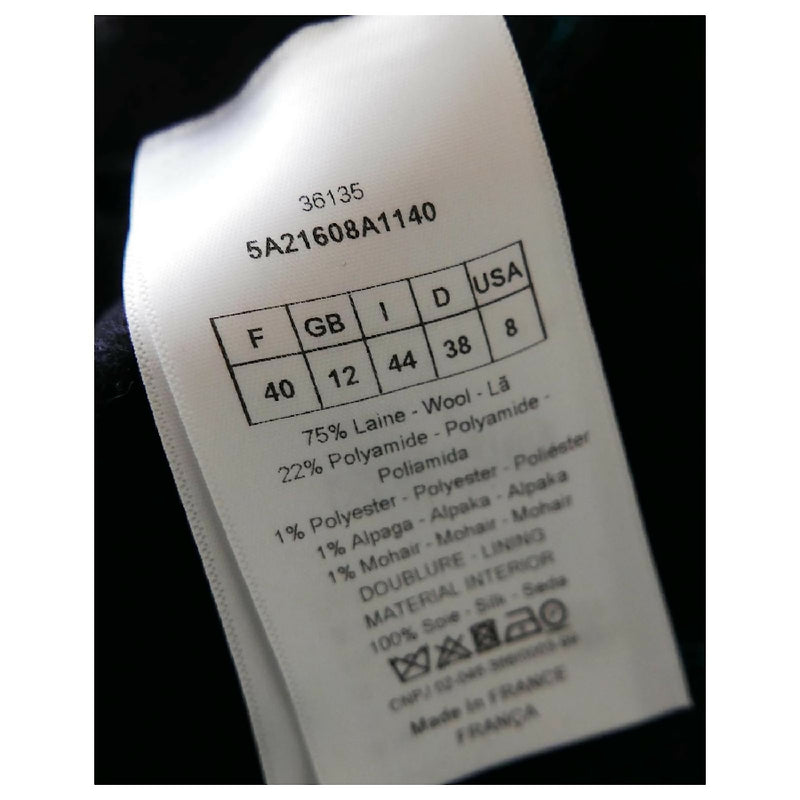 36135
5A21608A1140
F GB I D USA
40 12 44 38 8
75% Laine - Wool - Lã
22% Polyamide - Polyamide -
Poliamida
1% Polyester - Polyester - Poliéster
1% Alpaga - Alpaka - Alpaka
1% Mohair - Mohair - Mohair
DOUBLURE - LINING
MATERIAL INTERIOR
100% Soie - Silk - Seda
CNPJ
Made in FRANCE
FRANÇA